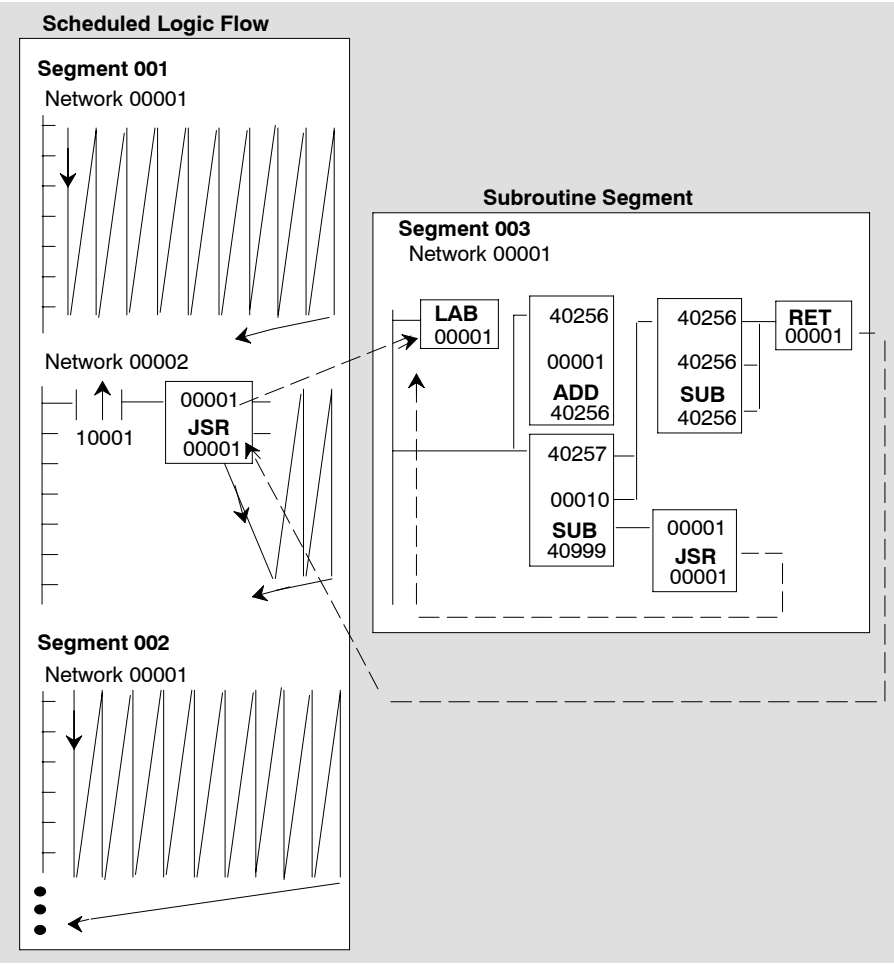 Scheduled Logic Flow
Segment 001
Network 00001
Network 00002
10001
00001
JSR
00001
Segment 002
Network 00001
Subroutine Segment
Segment 003
Network 00001
LAB
00001
40256
00001
ADD
40256
40257
00010
SUB
40999
40256
40256
SUB
40256
RET
00001
00001
JSR
00001